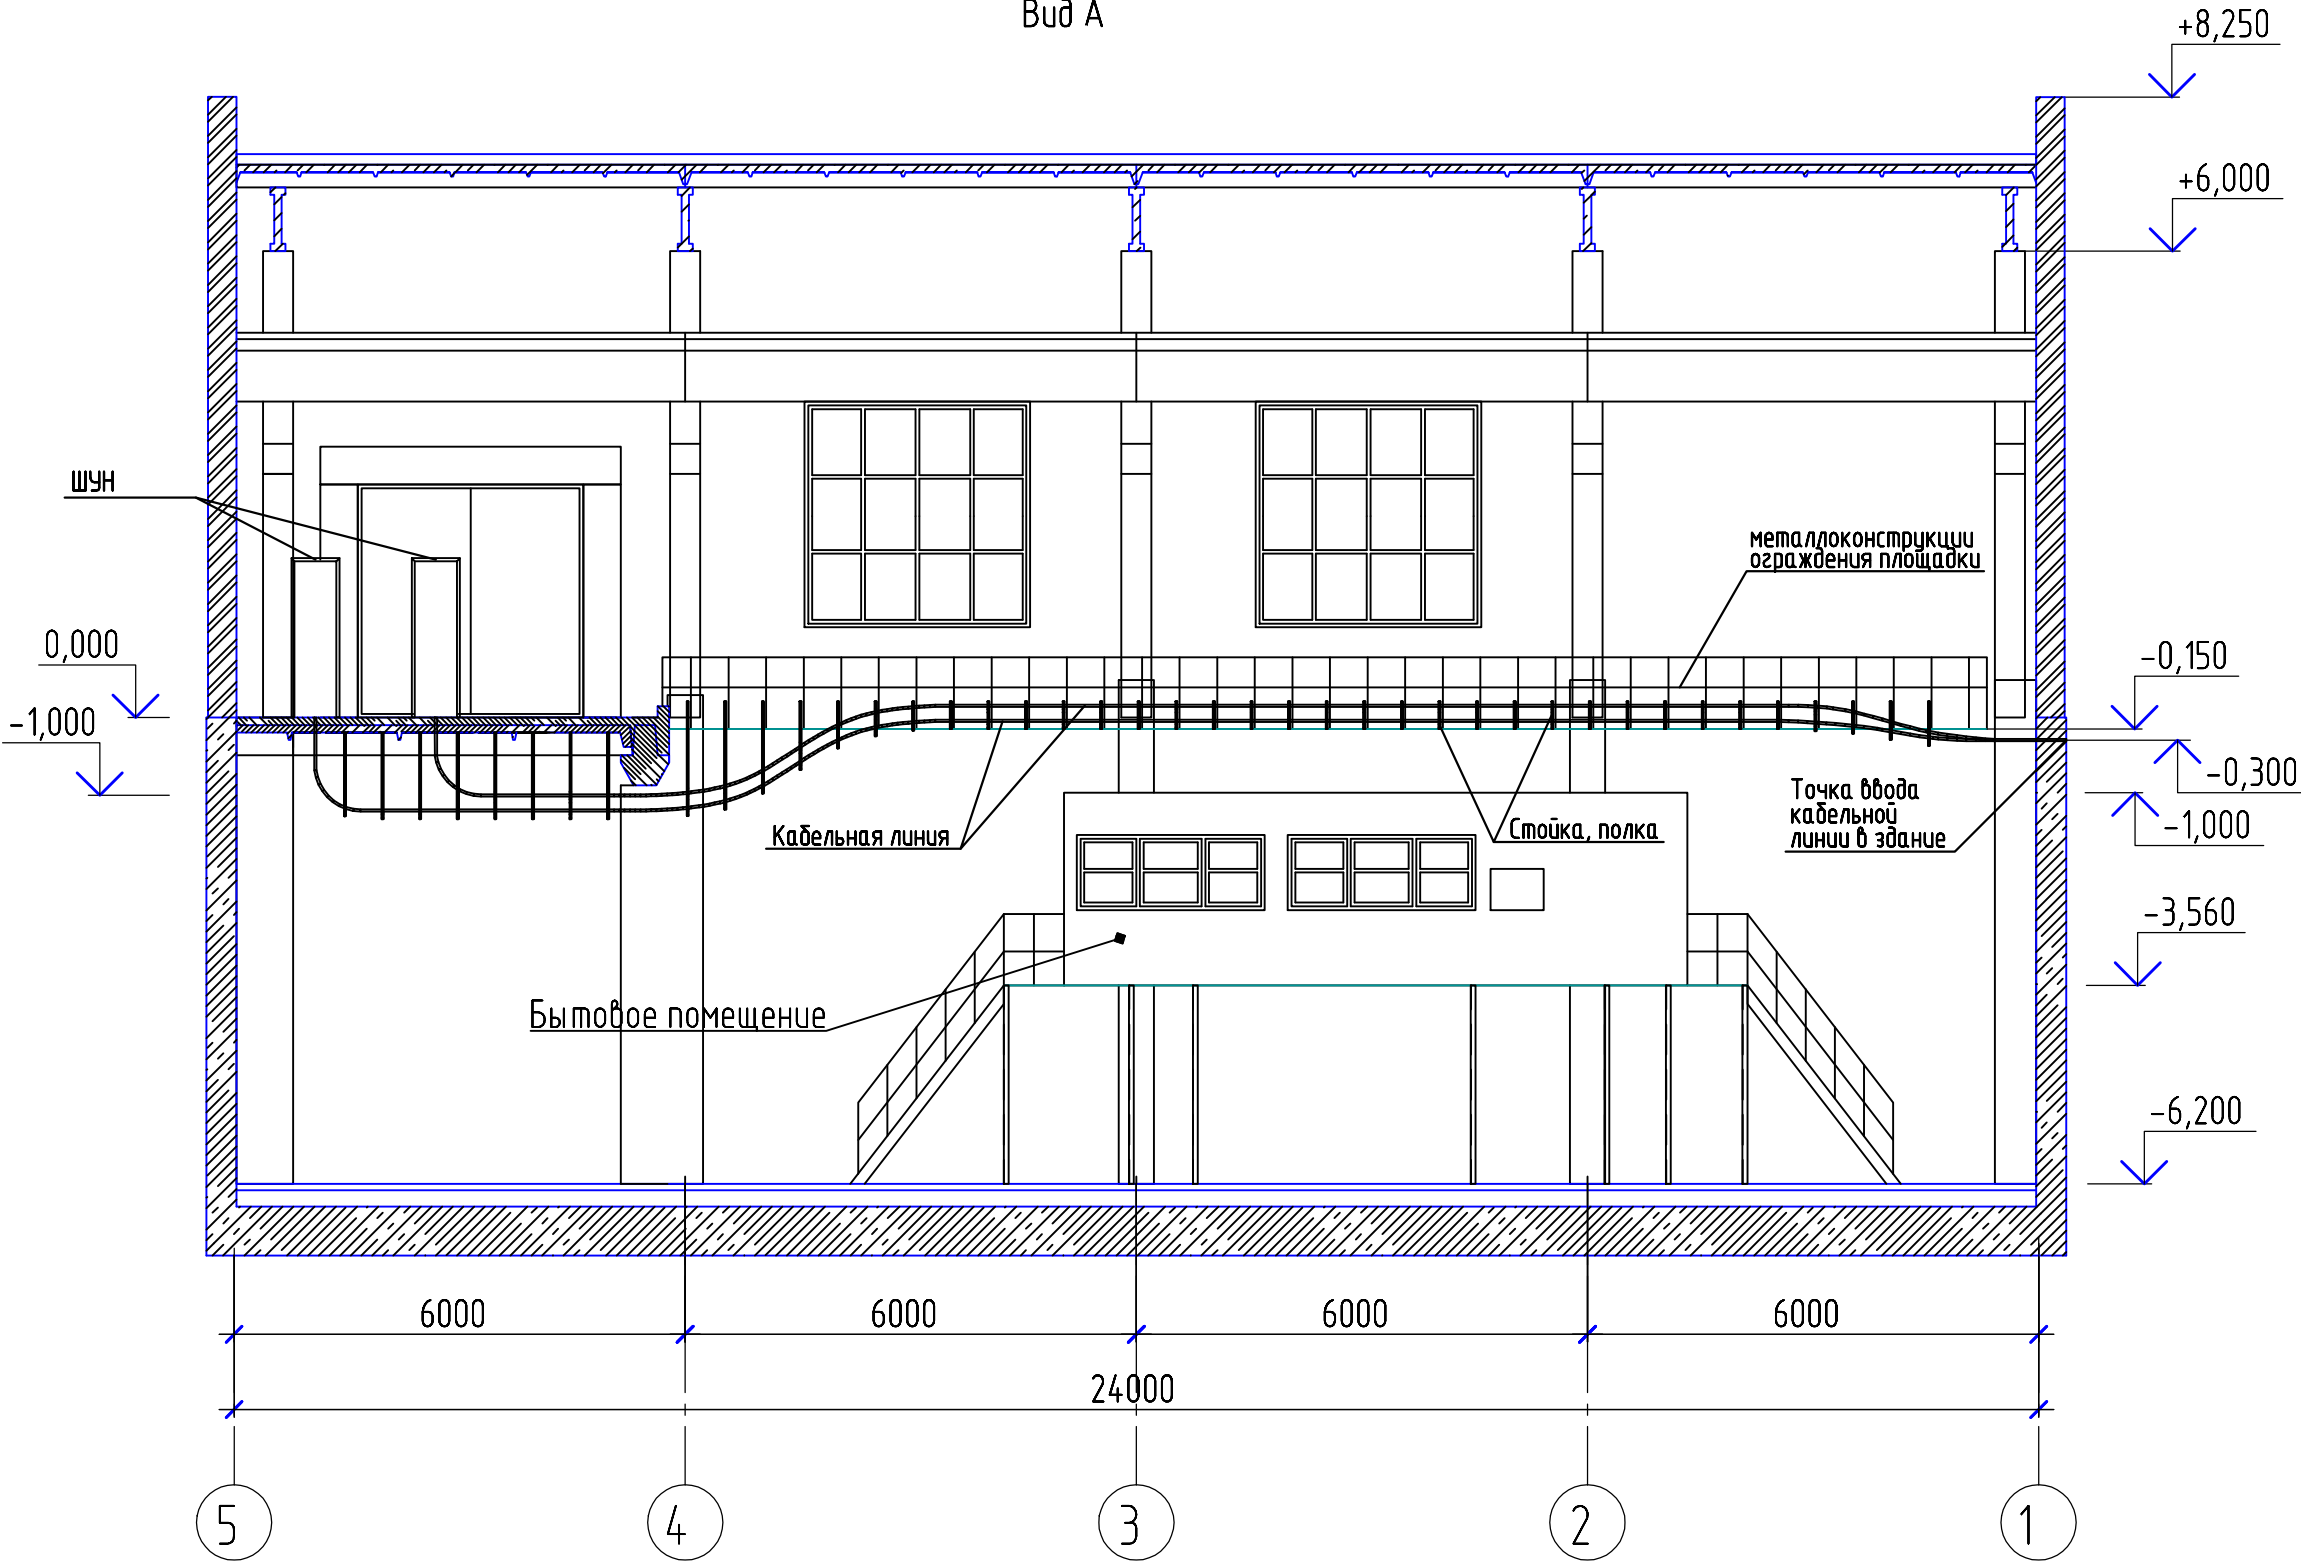 Вид А
+8,250
+6,000
ШУН
металлоконструкции
ограждения площадки
0,000
-0,150
-1,000
-0,300
Точка ввода
кабельной
линии в здание
-1,000
Кабельная линия
Стойка, полка
-3,560
Бытовое помещение
-6,200
6000
6000
6000
6000
24000
5
4
3
2
1